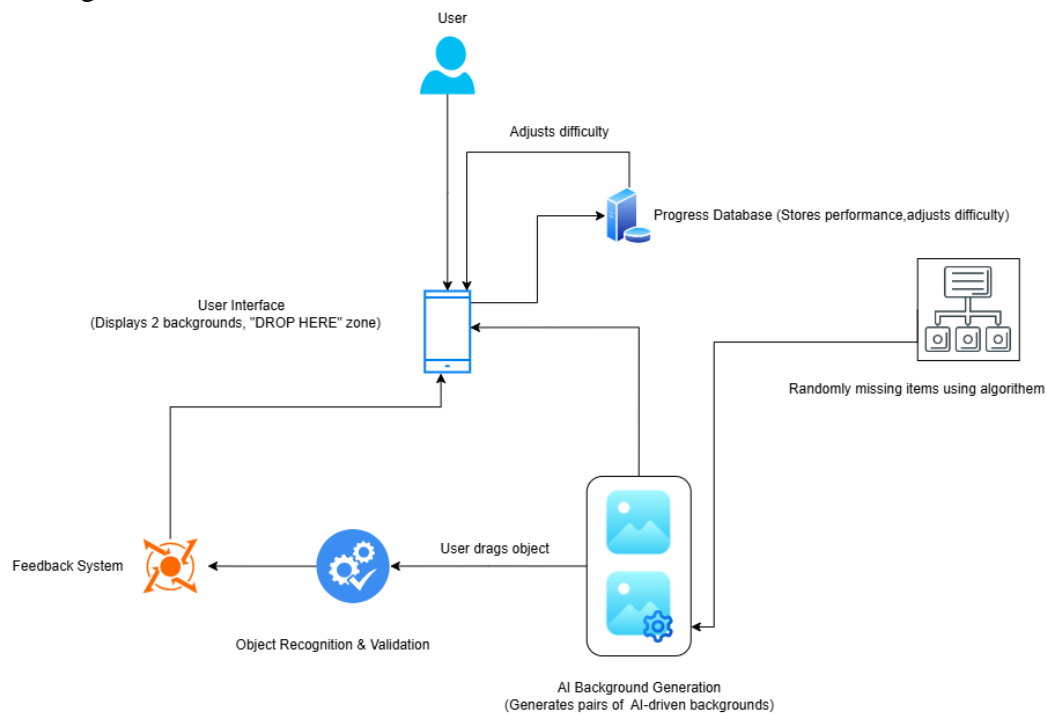 User
Adjusts difficulty
Progress Database (Stores performance,adjusts difficulty)
User Interface
(Displays 2 backgrounds, "DROP HERE" zone)
Randomly missing items using algorithem
User drags object
Feedback System
Object Recognition & Validation
AI Background Generation
(Generates pairs of AI-driven backgrounds)